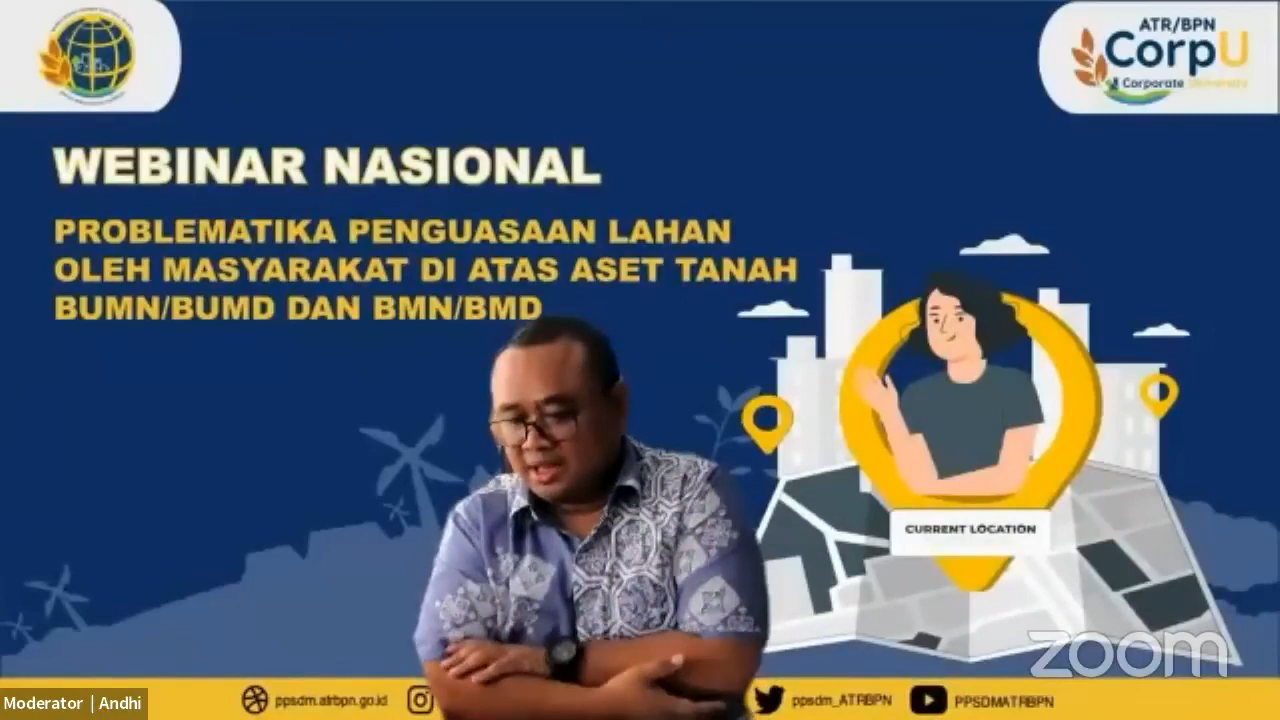 ATR/BPN
CorpU
Corporate University
WEBINAR NASIONAL
PROBLEMATIKA PENGUASAAN LAHAN
OLEH MASYARAKAT DI ATAS ASET TANAH
BUMN/BUMD DAN BMN/BMD
CURRENT LOCATION
zoom
Moderator | Andhi
ppsdm.atrbpn.go.id
ppsdm_ATRBPN
PPSDMATRBPN